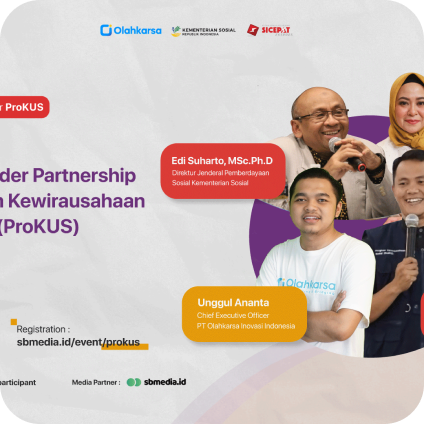 Olahkarsa
KEMENTERIAN SOSIAL
REPUBLIK INDONESIA
SICEPAT
r ProKUS
der Partnership
Kewirausahaan
(ProKUS)
Edi Suharto, MSc.Ph.D
Direktur Jenderal Pemberdayaan
Sosial Kementerian Sosial
Olahkarsa
Unggul Ananta
Chief Executive Officer
PT Olahkarsa Inovasi Indonesia
Registration :
sbmedia.id/event/prokus
participant
Media Partner : sbmedia.id